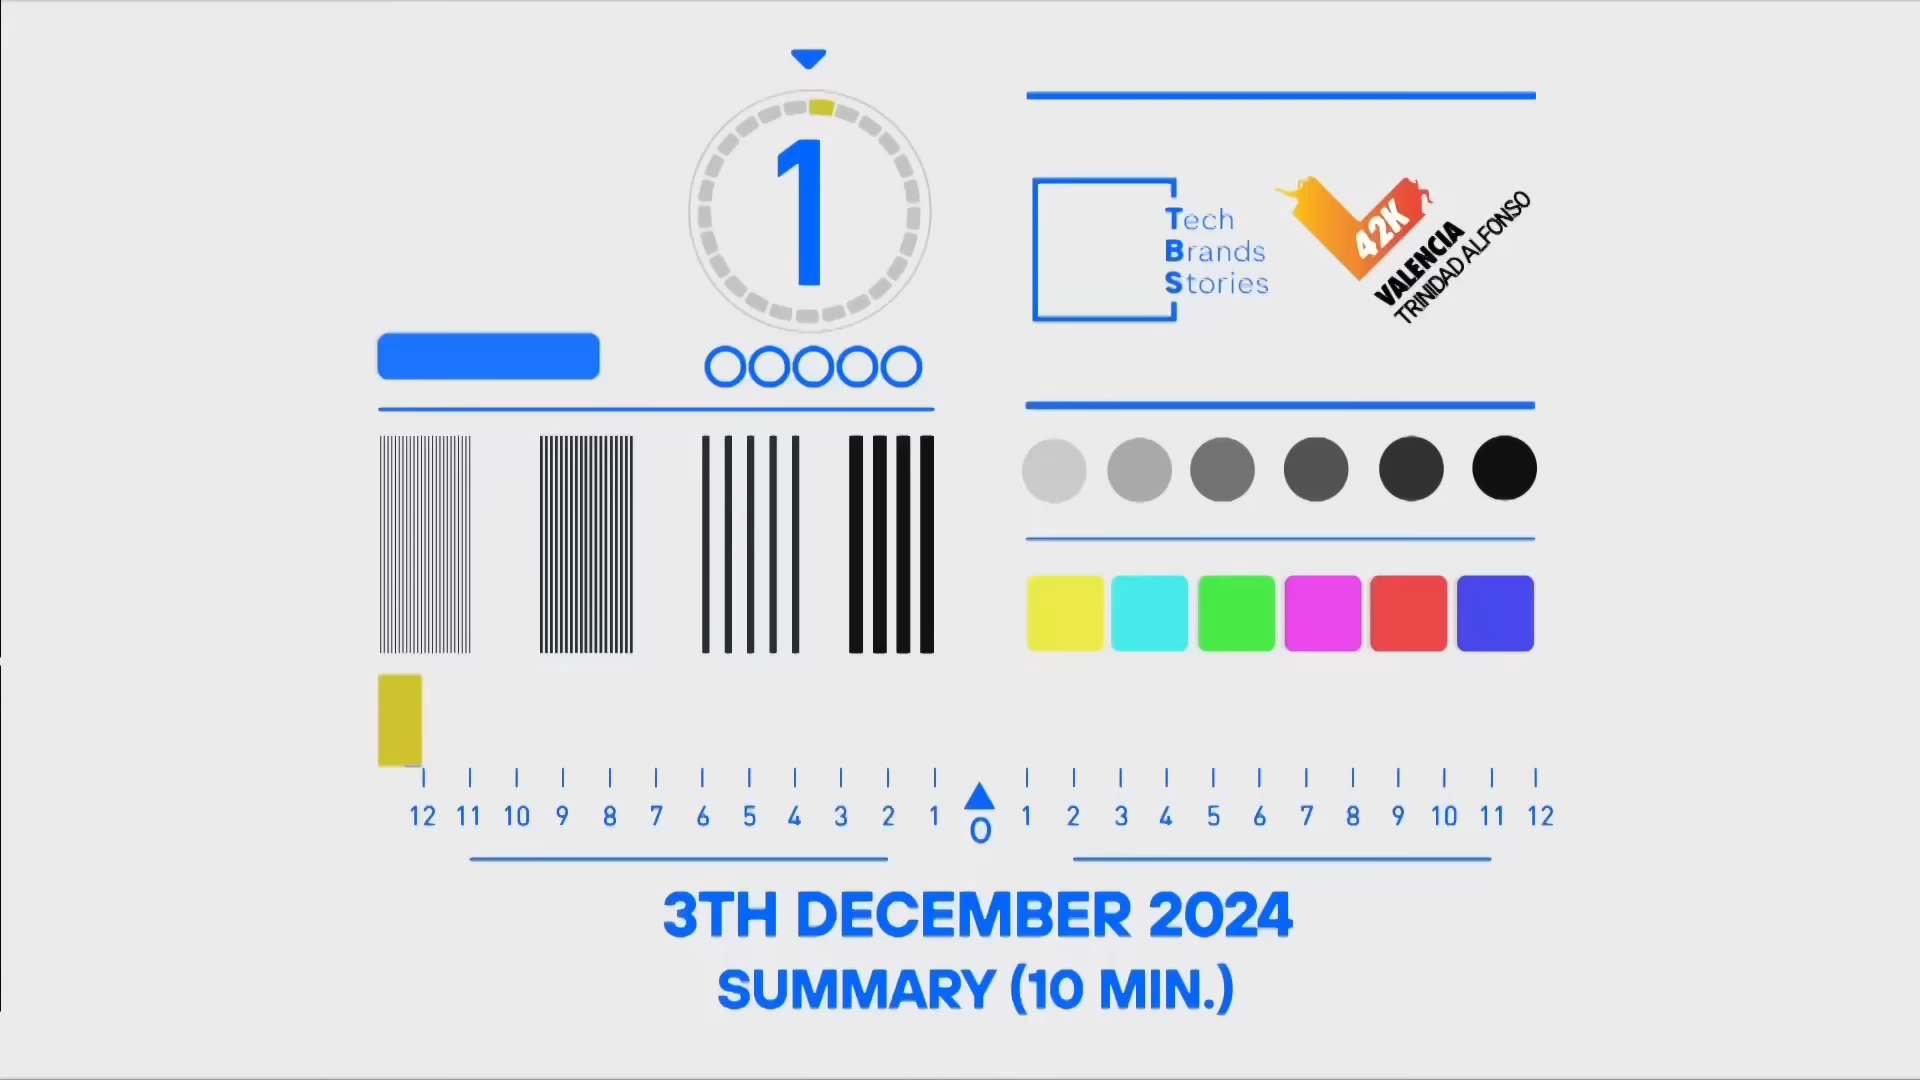 1
Tech
Brands
Stories
42K
VALENCIA
TRINIDAD ALFONSO
12 11 10 9 8 7 6 5 4 3 2 1 0 1 2 3 4 5 6 7 8 9 10 11 12
3TH DECEMBER 2024
SUMMARY (10 MIN.)